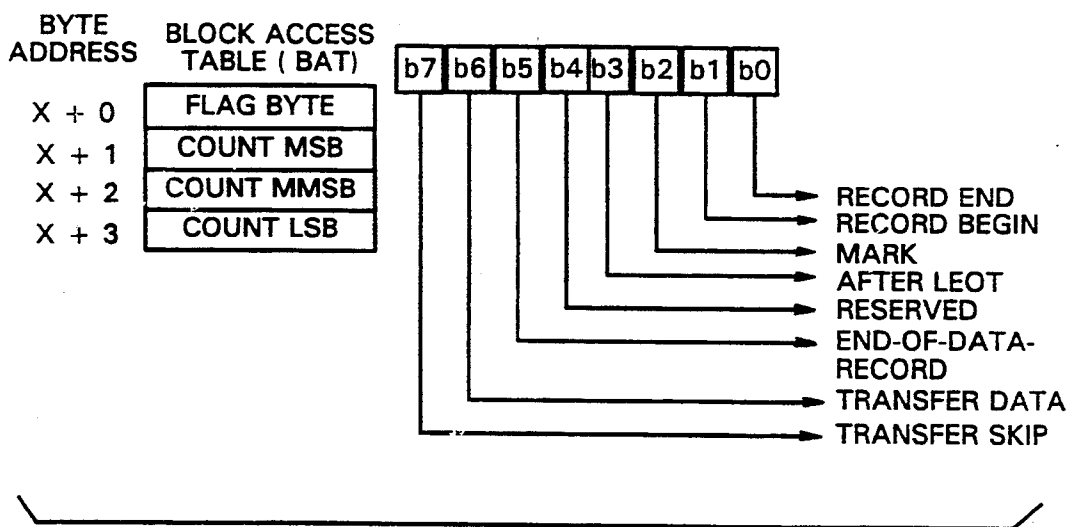 BYTE
ADDRESS
BLOCK ACCESS
TABLE ( BAT)
b7 b6 b5 b4 b3 b2 b1 b0
X + 0 FLAG BYTE
X + 1 COUNT MSB
X + 2 COUNT MMSB
X + 3 COUNT LSB
RECORD END
RECORD BEGIN
MARK
AFTER LEOT
RESERVED
END-OF-DATA-
RECORD
TRANSFER DATA
TRANSFER SKIP